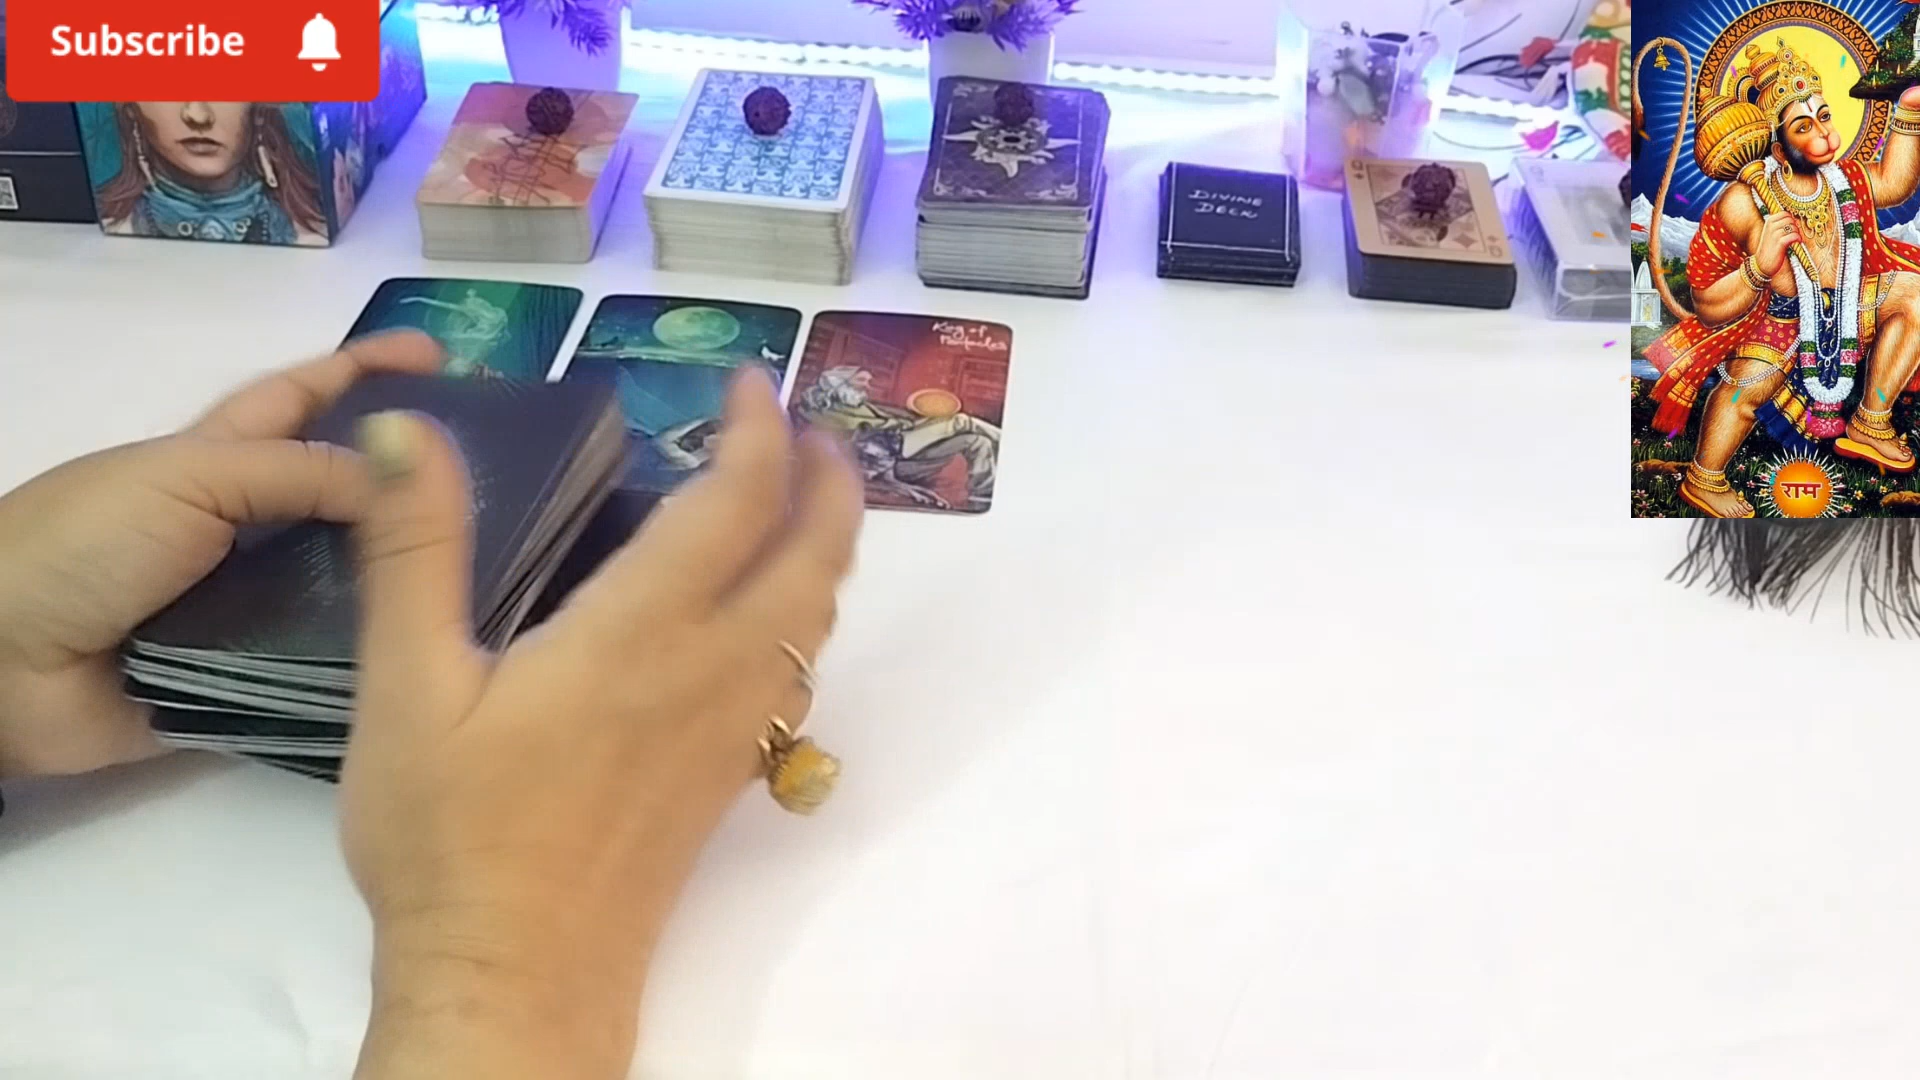 Subscribe
DIVINE
DECK
King of
Pentacles
राम